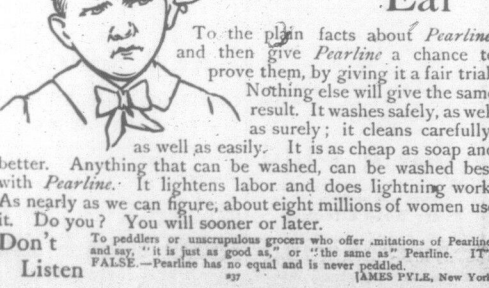 Ear
To the plain facts about Pearline
and then give Pearline a chance to
prove them, by giving it a fair trial
Nothing else will give the same
result. It washes safely, as well
as surely; it cleans carefully
as well as easily. It is as cheap as soap and
better. Anything that can be washed, can be washed bes
with Pearline. It lightens labor and does lightning work
As nearly as we can figure, about eight millions of women us
it. Do you? You will sooner or later.
Don't
Listen
To peddlers or unscrupulous grocers who offer .mitations of Pearline
and say, "it is just as good as," or "the same as" Pearline. IT'
FALSE.—Pearline has no equal and is never peddled.
237 JAMES PYLE, New York